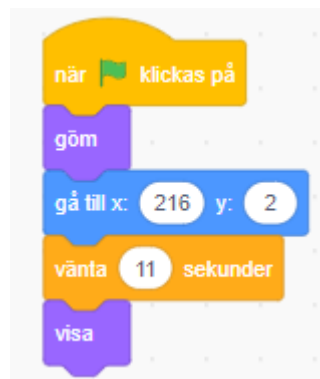 när klickas på
göm
gå till x: 216 y: 2
vänta 11 sekunder
visa